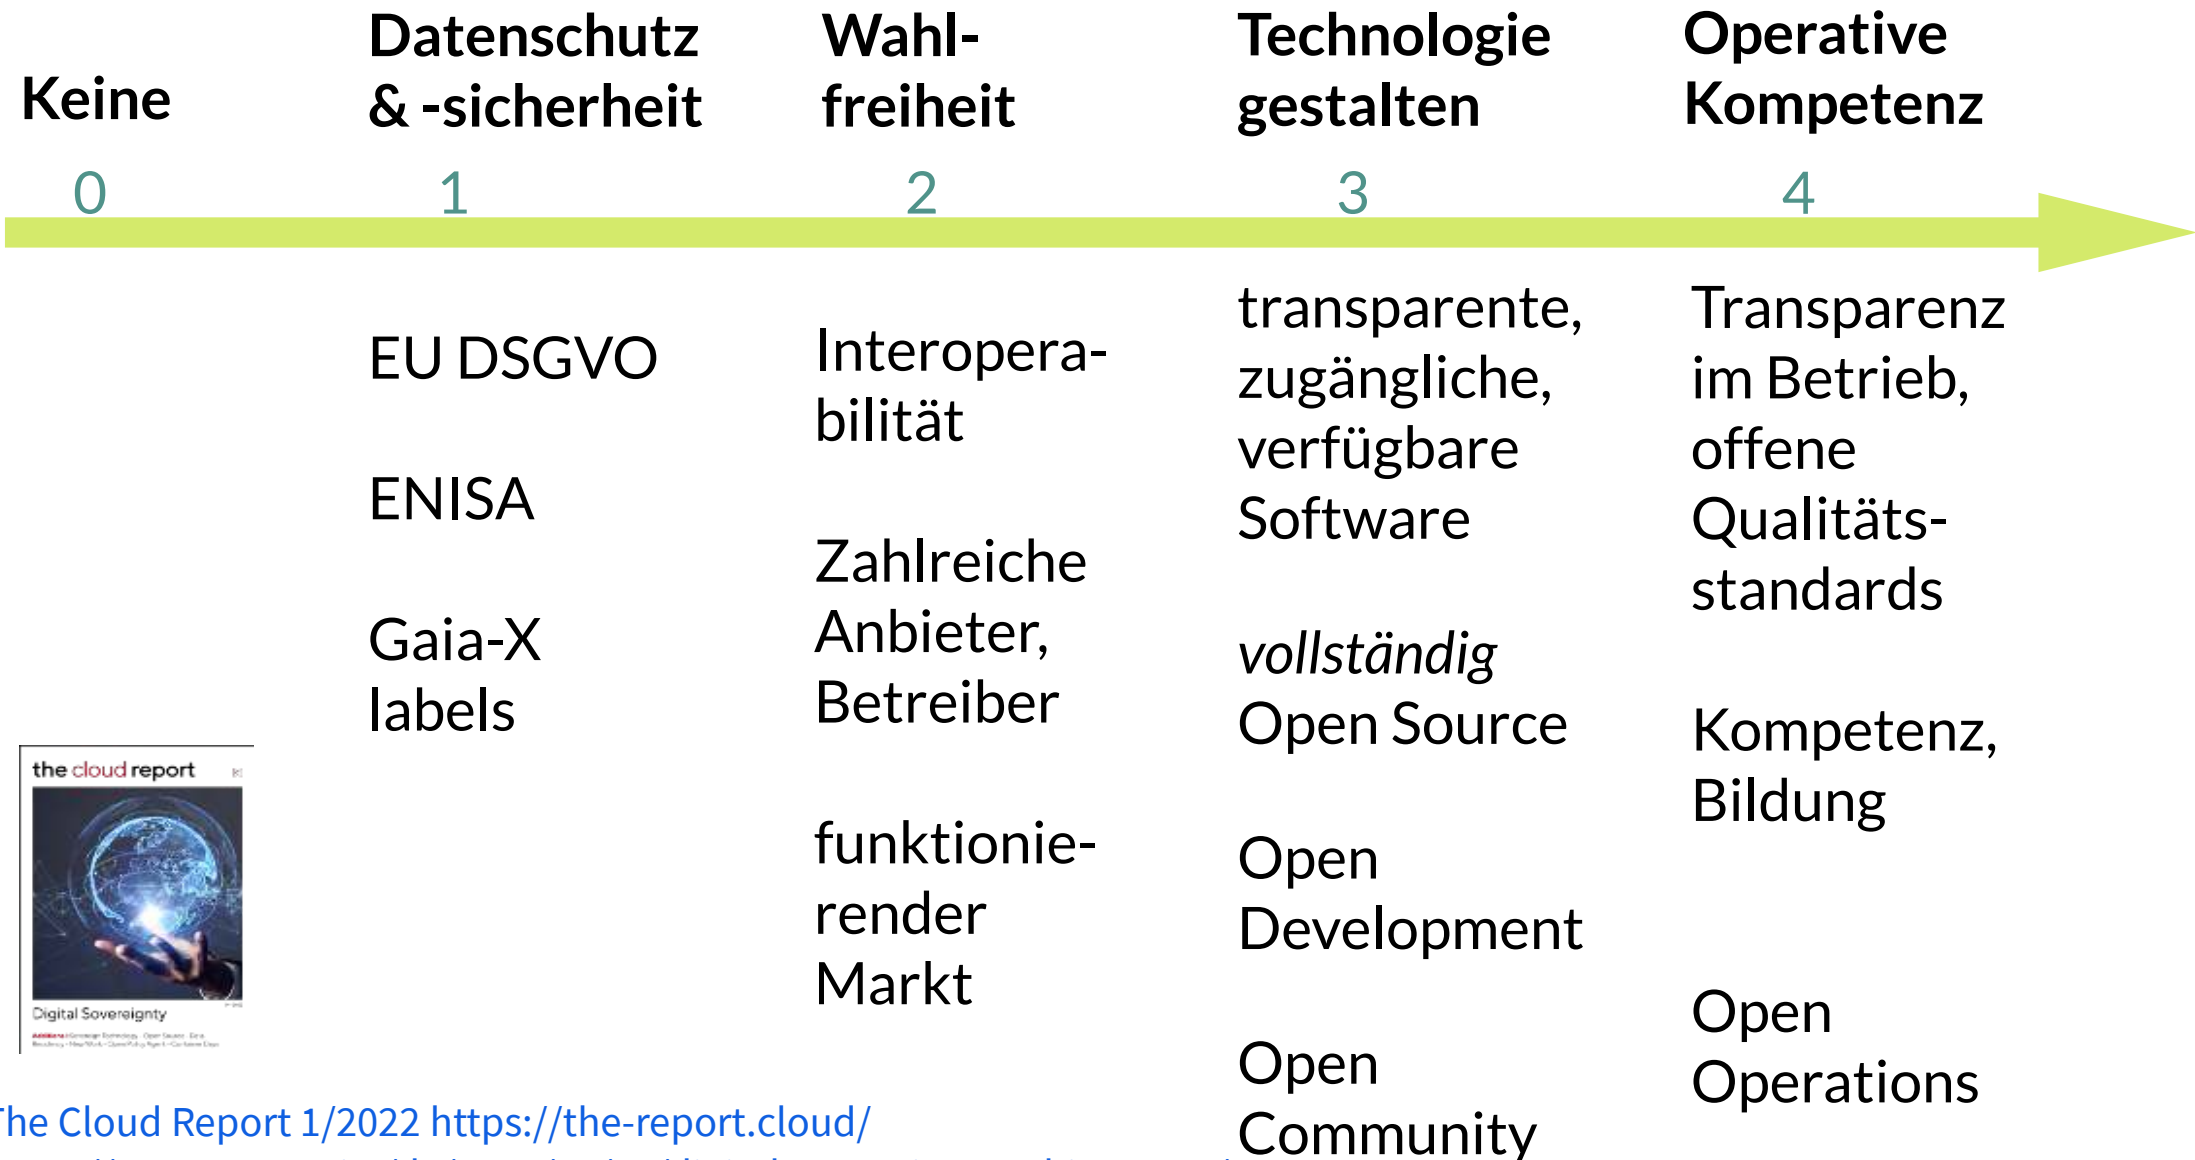 Keine
Datenschutz
& -sicherheit
Wahl-
freiheit
Technologie
gestalten
Operative
Kompetenz
0
1
2
3
4
EU DSGVO
ENISA
Gaia-X
labels
Interopera-
bilität
Zahlreiche
Anbieter,
Betreiber
funktionie-
render
Markt
transparente,
zugängliche,
verfügbare
Software
vollständig
Open Source
Open
Development
Open
Community
Transparenz
im Betrieb,
offene
Qualitäts-
standards
Kompetenz,
Bildung
Open
Operations
the cloud report
Digital Sovereignty
The Cloud Report 1/2022 https://the-report.cloud/